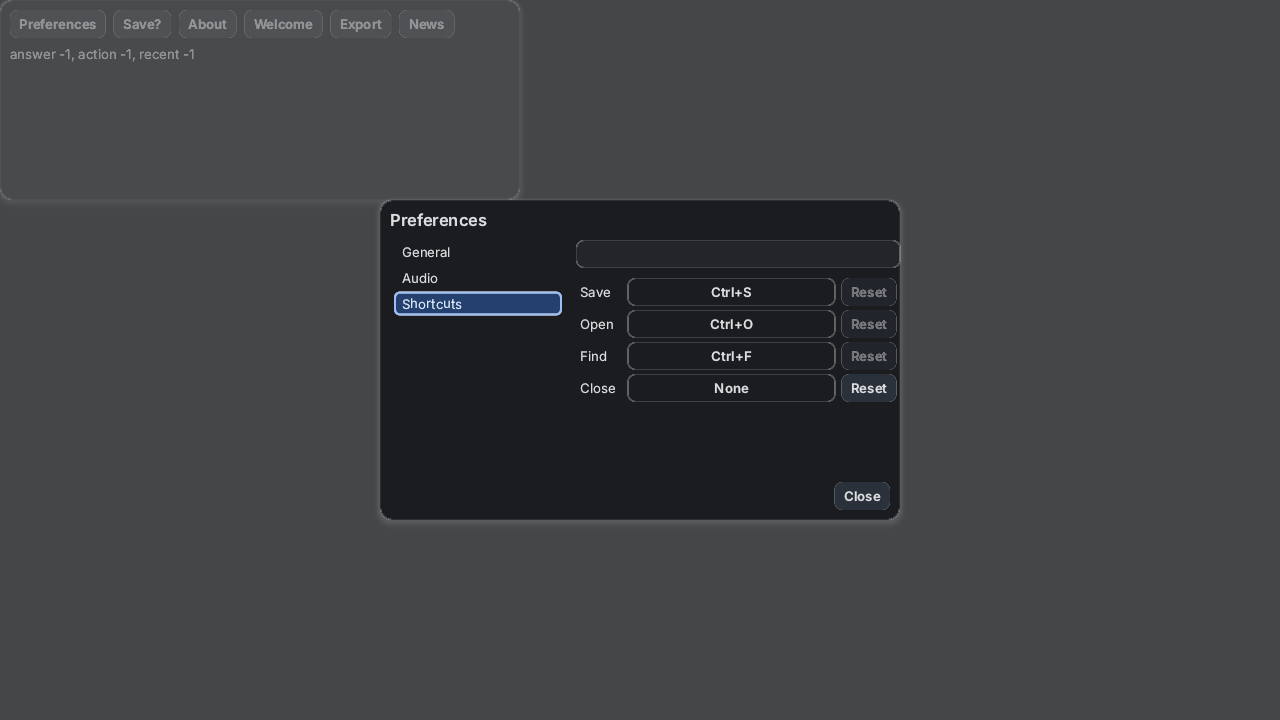 Preferences Save? About Welcome Export News
answer -1, action -1, recent -1
Preferences
General
Audio
Shortcuts
Save Ctrl+S Reset
Open Ctrl+O Reset
Find Ctrl+F Reset
Close None Reset
Close